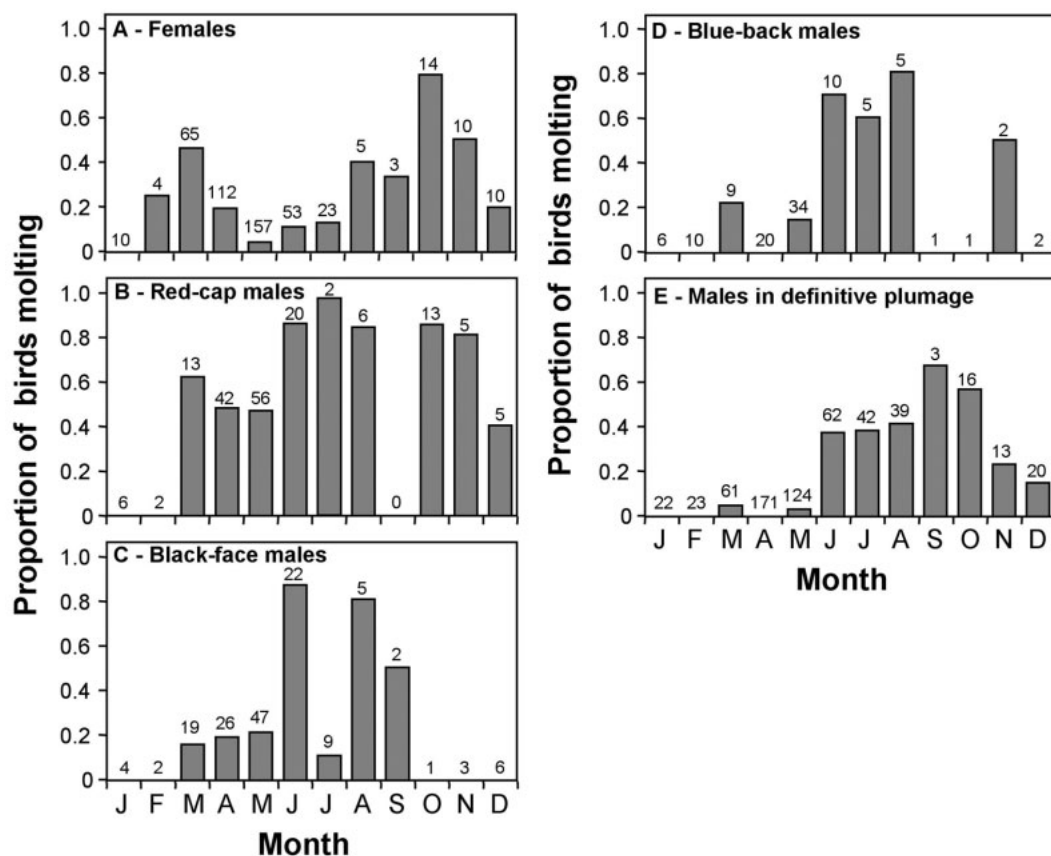 Proportion of birds molting
A - Females
1.0
0.8
0.6
0.4
0.2
0
10 4 65 112 157 53 23 5 3 14 10 10
B - Red-cap males
1.0
0.8
0.6
0.4
0.2
0
6 2 13 42 56 20 2 6 0 13 5 5
C - Black-face males
0.8
0.6
0.4
0.2
0
4 2 19 26 47 22 9 5 2 1 3 6
J F M A M J J A S O N D
Month
Proportion of birds molting
D - Blue-back males
1.0
0.8
0.6
0.4
0.2
0
6 10 9 20 34 10 5 5 1 1 2 2
E - Males in definitive plumage
1.0
0.8
0.6
0.4
0.2
0
22 23 61 171 124 62 42 39 3 16 13 20
J F M A M J J A S O N D
Month